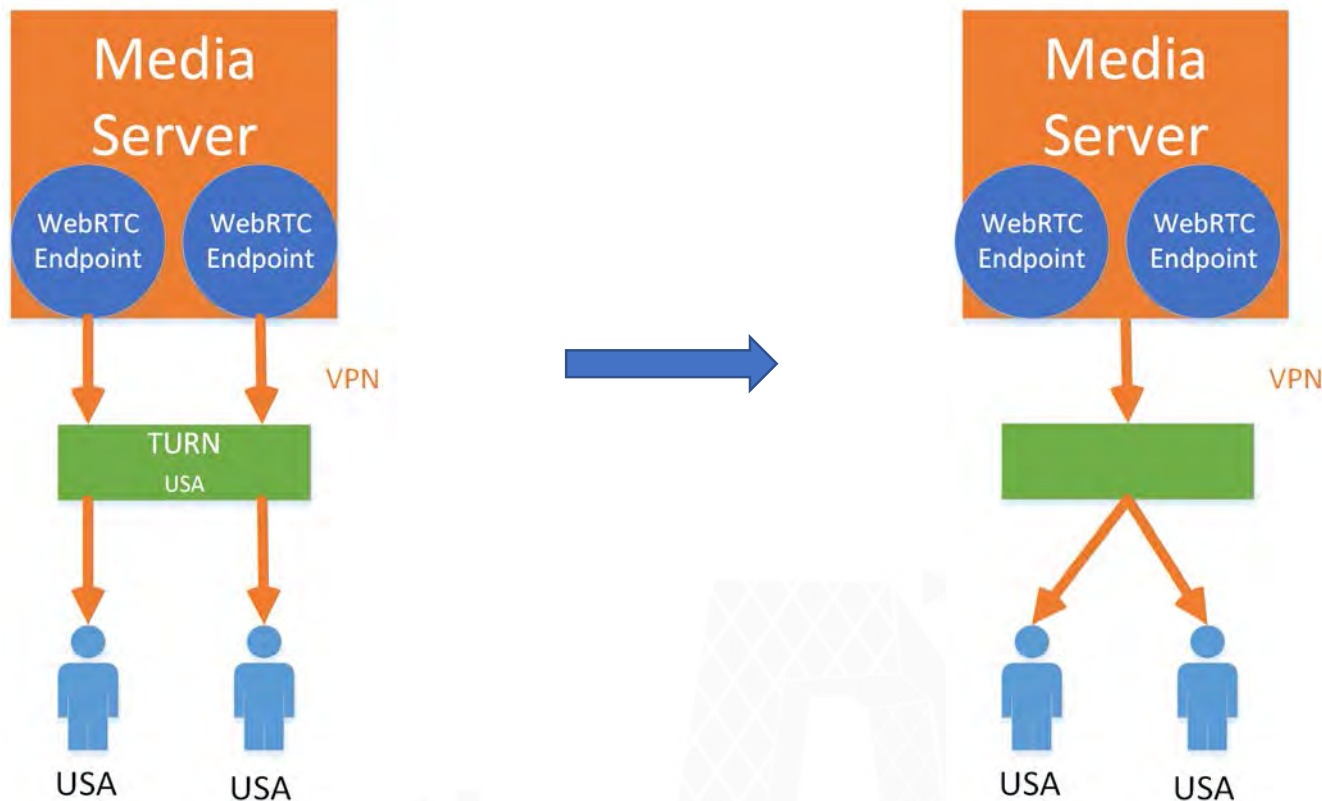 Media
Server
WebRTC
Endpoint
WebRTC
Endpoint
VPN
TURN
USA
USA
USA
Media
Server
WebRTC
Endpoint
WebRTC
Endpoint
VPN
USA
USA